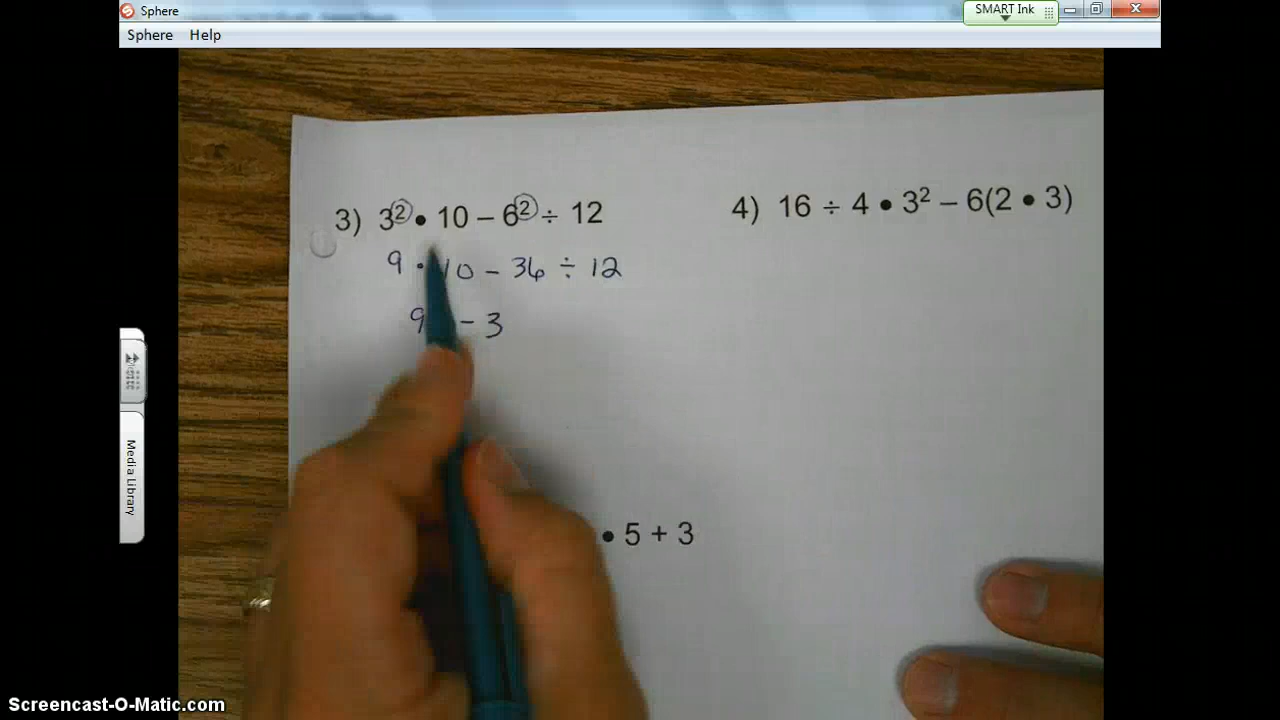 Sphere
SMART Ink
Sphere Help
3) 3² • 10 – 6² ÷ 12
9 · 10 – 36 ÷ 12
9 – 3
4) 16 ÷ 4 • 3² – 6(2 • 3)
• 5 + 3
Media Library
Screencast-O-Matic.com